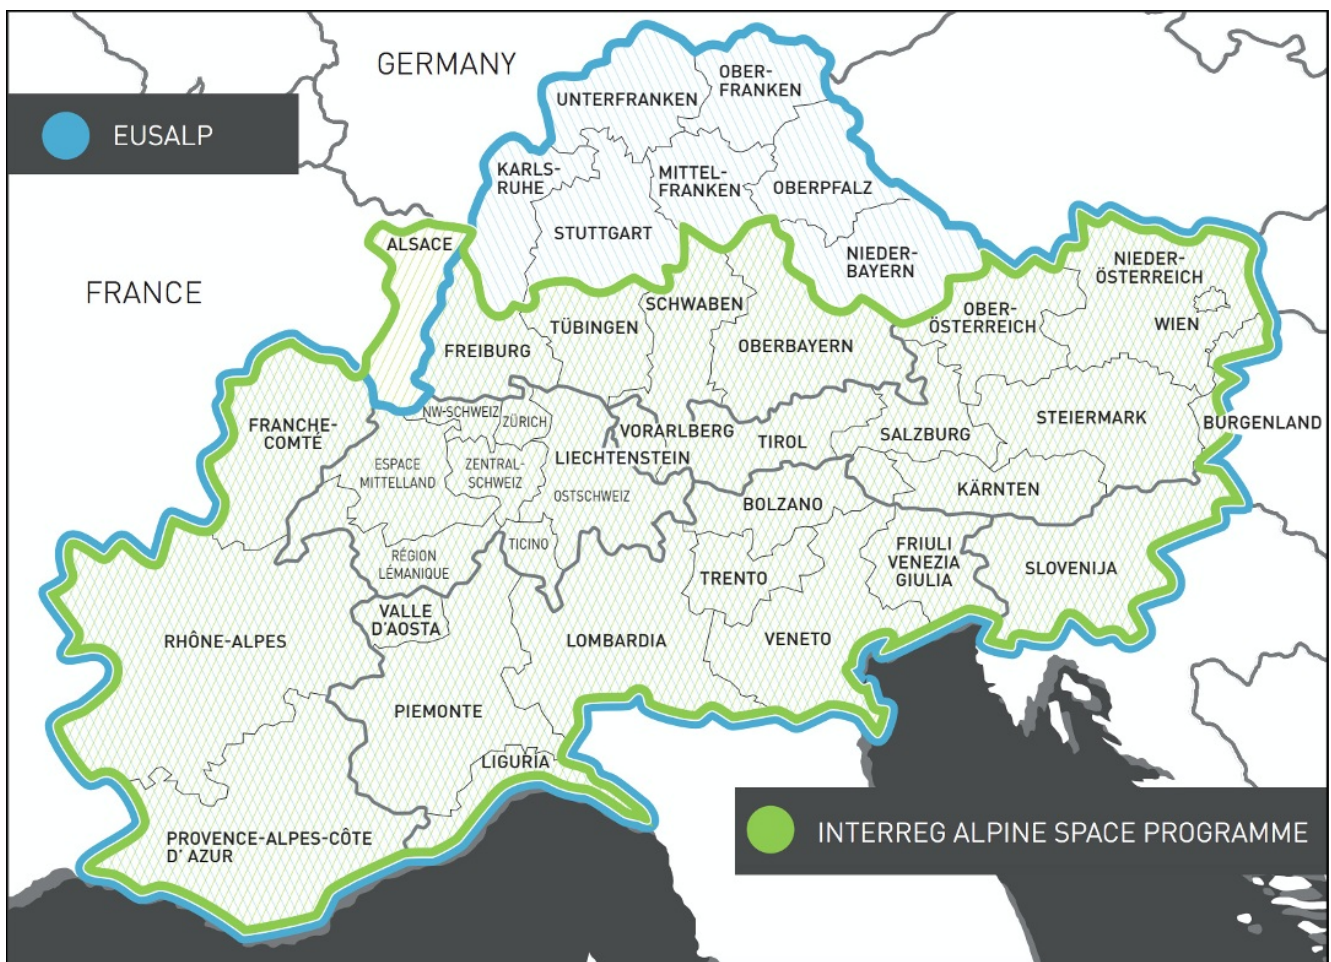 GERMANY
EUSALP
FRANCE
OBER-
FRANKEN
UNTERFRANKEN
KARLS-
RUHE
MITTEL-
FRANKEN
OBERPFALZ
STUTTGART
ALSACE
NIEDER-
BAYERN
NIEDER-
ÖSTERREICH
SCHWABEN
OBER-
ÖSTERREICH
WIEN
TÜBINGEN
FREIBURG
OBERBAYERN
FRANCHE-
COMTÉ
NW-SCHWEIZ
ZÜRICH
VORARLBERG
TIROL
SALZBURG
STEIERMARK
BURGENLAND
ESPACE
MITTELLAND
ZENTRAL-
SCHWEIZ
LIECHTENSTEIN
OSTSCHWEIZ
BOLZANO
KÄRNTEN
RÉGION
LÉMANIQUE
TICINO
TRENTO
FRIULI
VENEZIA
GIULIA
SLOVENIJA
VALLE
D'AOSTA
RHÔNE-ALPES
LOMBARDIA
VENETO
PIEMONTE
LIGURIA
PROVENCE-ALPES-CÔTE
D' AZUR
INTERREG ALPINE SPACE PROGRAMME